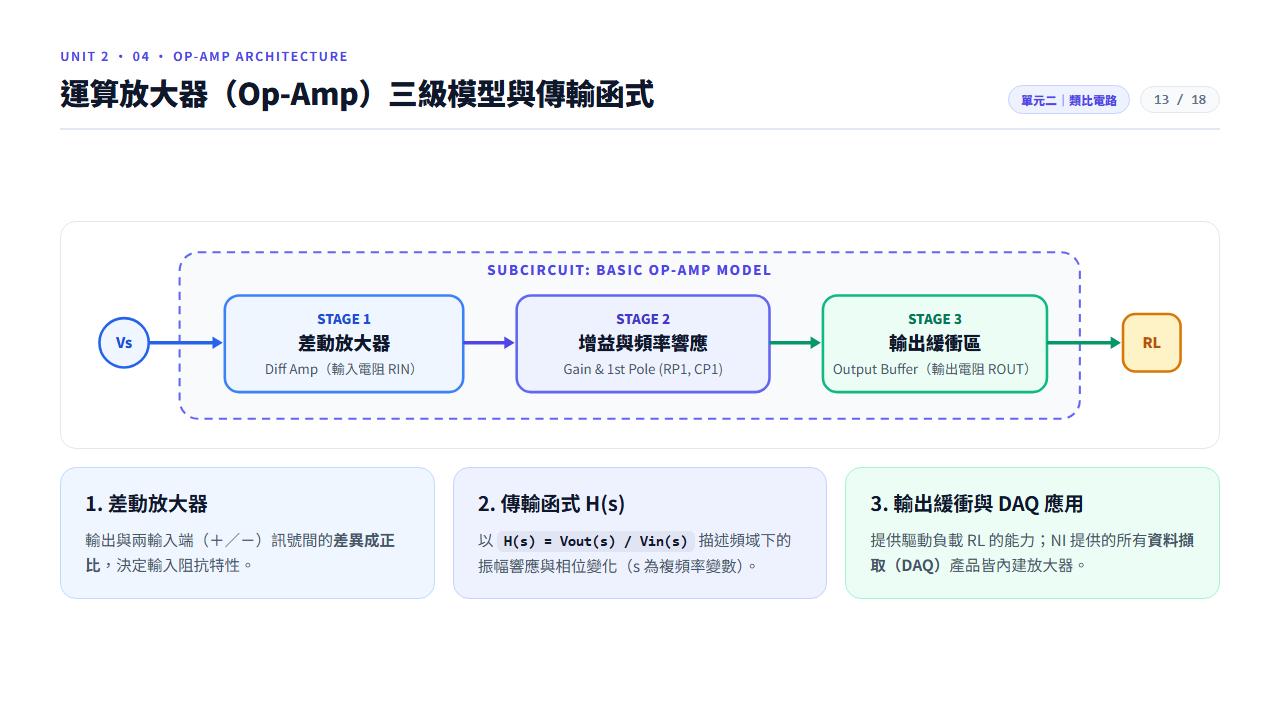 UNIT 2 • 04 • OP-AMP ARCHITECTURE
運算放大器（Op-Amp）三級模型與傳輸函式
單元二｜類比電路
13 / 18
SUBCIRCUIT: BASIC OP-AMP MODEL
Vs
STAGE 1
差動放大器
Diff Amp（輸入電阻 RIN）
STAGE 2
增益與頻率響應
Gain & 1st Pole (RP1, CP1)
STAGE 3
輸出緩衝區
Output Buffer（輸出電阻 ROUT）
RL
1. 差動放大器
輸出與兩輸入端（＋／－）訊號間的差異成正
比，決定輸入阻抗特性。
2. 傳輸函式 H(s)
以 H(s) = Vout(s) / Vin(s) 描述頻域下的
振幅響應與相位變化（s 為複頻率變數）。
3. 輸出緩衝與 DAQ 應用
提供驅動負載 RL 的能力；NI 提供的所有資料擷
取（DAQ）產品皆內建放大器。